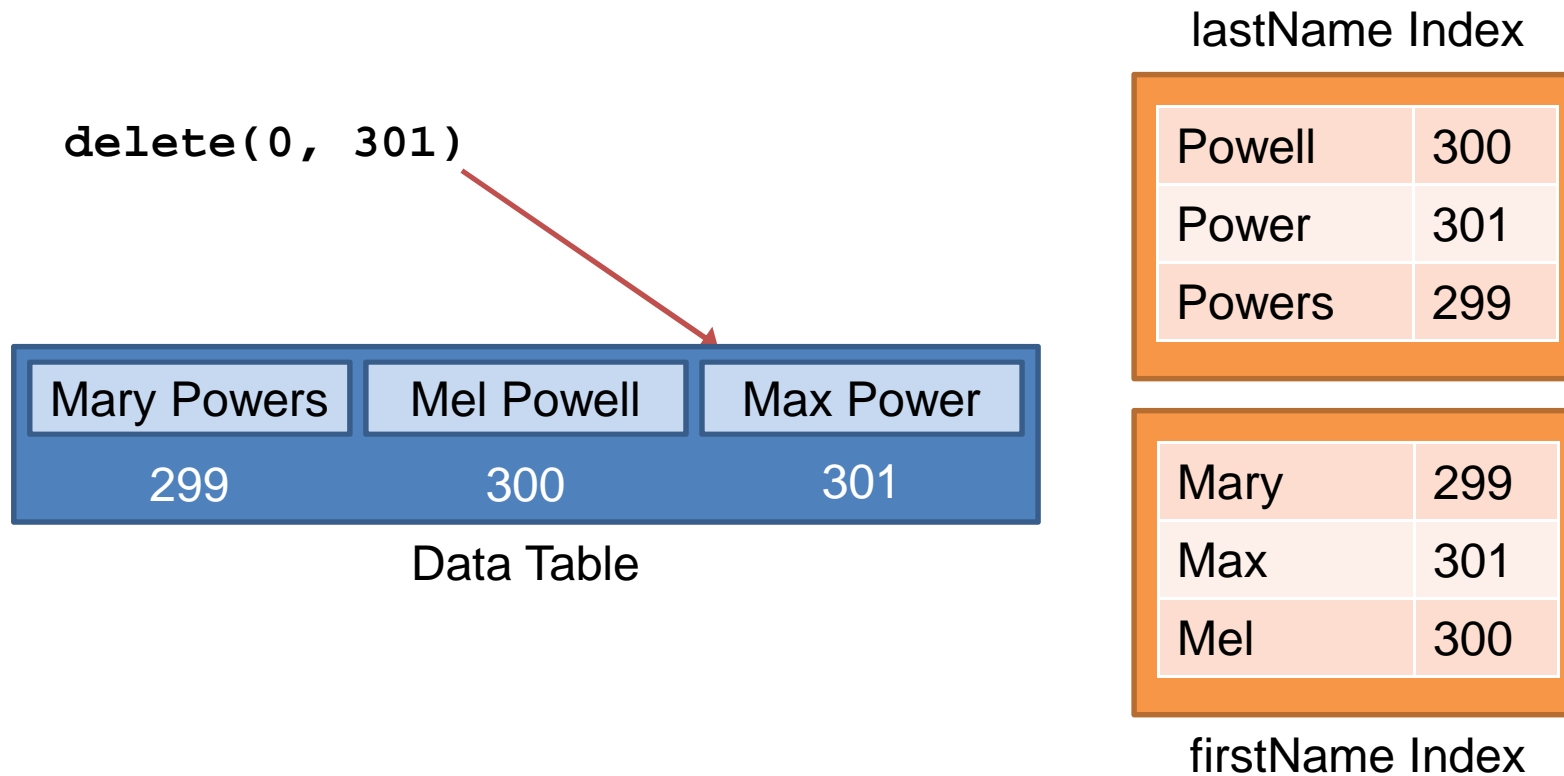 lastName Index
delete(0, 301)
Powell 300
Power 301
Powers 299
Mary Powers Mel Powell Max Power
299 300 301
Data Table
Mary 299
Max 301
Mel 300
firstName Index